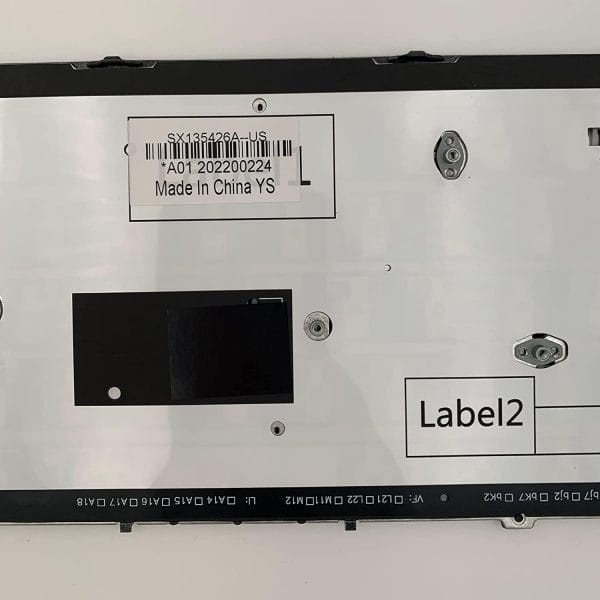 SX135426A--US
*A01 202200224
Made In China YS
Label2
LI: □A14□A15□A16□A17□A18
VF: □L21□L22□M11□M12
bj7□bj2□bK7□bK2